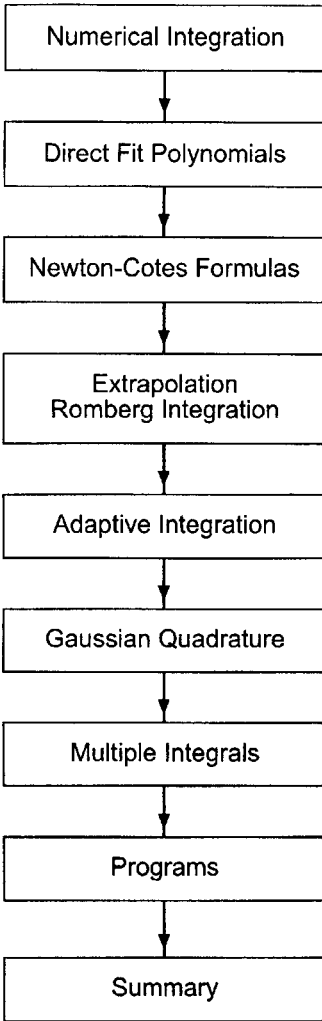 Numerical Integration
Direct Fit Polynomials
Newton-Cotes Formulas
Extrapolation
Romberg Integration
Adaptive Integration
Gaussian Quadrature
Multiple Integrals
Programs
Summary